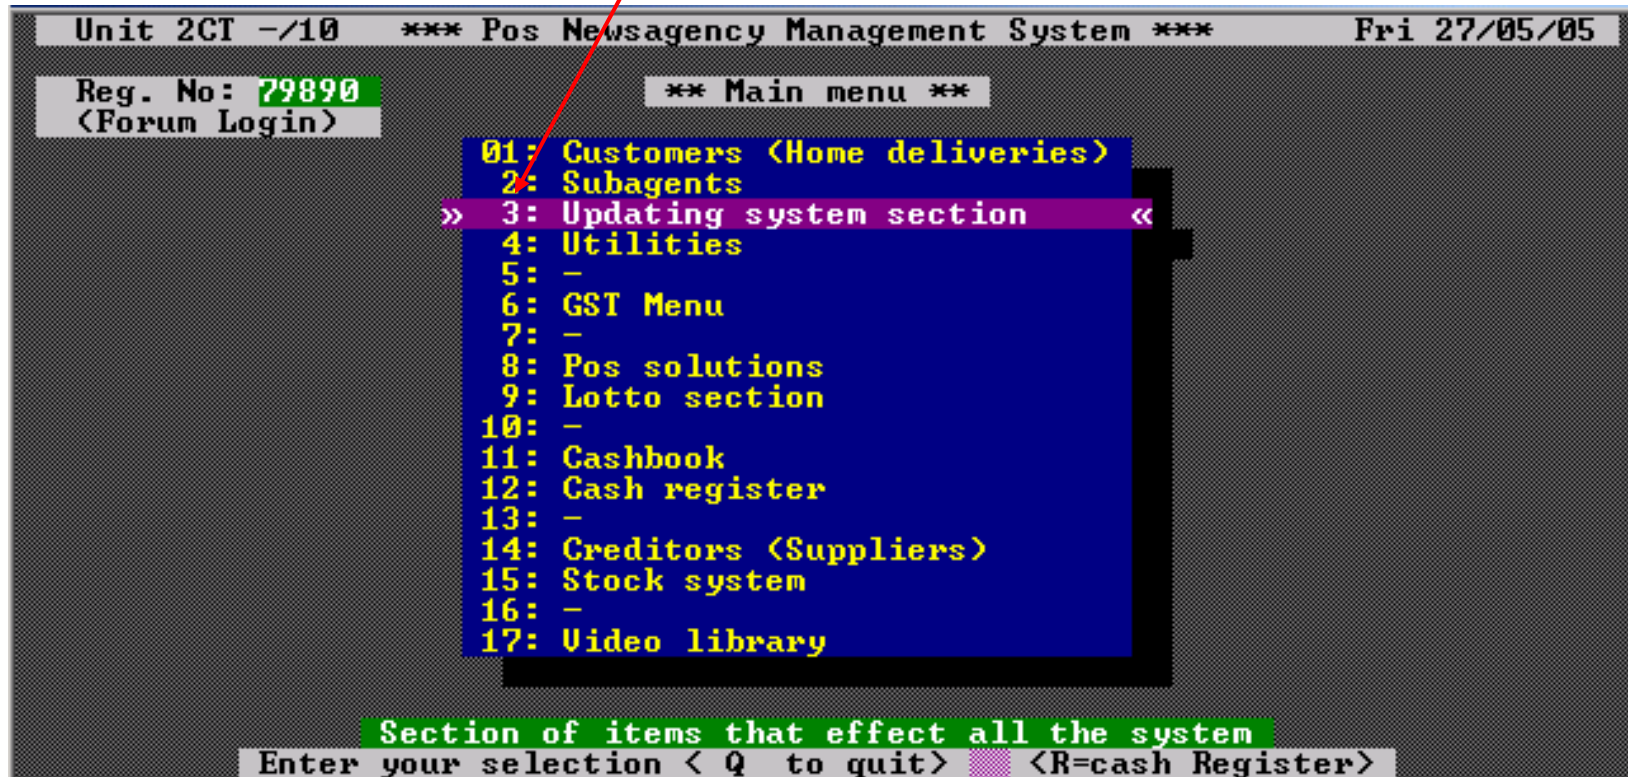 Unit 2CT -/10 *** Pos Newsagency Management System *** Fri 27/05/05
Reg. No: 79890 ** Main menu **
(Forum Login)
01: Customers (Home deliveries)
2: Subagents
» 3: Updating system section «
4: Utilities
5: -
6: GST Menu
7: -
8: Pos solutions
9: Lotto section
10: -
11: Cashbook
12: Cash register
13: -
14: Creditors (Suppliers)
15: Stock system
16: -
17: Video library
Section of items that effect all the system
Enter your selection < Q to quit> <R=cash Register>